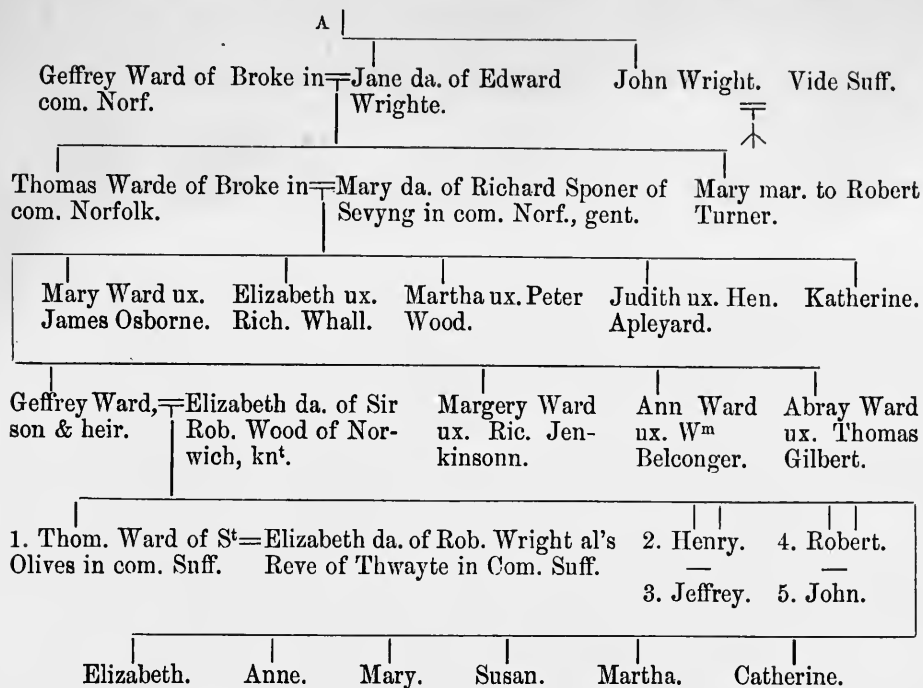 A
Geffrey Ward of Broke in Jane da. of Edward John Wright. Vide Suff.
com. Norf. Wrighte.
Thomas Warde of Broke in Mary da. of Richard Sponer of Mary mar. to Robert
com. Norfolk. Sevyng in com. Norf., gent. Turner.
Mary Ward ux. Elizabeth ux. Martha ux. Peter Judith ux. Hen. Katherine.
James Osborne. Rich. Whall. Wood. Apleyard.
Geffrey Ward, Elizabeth da. of Sir Margery Ward Ann Ward Abray Ward
son & heir. Rob. Wood of Nor- ux. Ric. Jen- ux. Wᵐ ux. Thomas
wich, knᵗ. kinsonn. Belconger. Gilbert.
1. Thom. Ward of Sᵗ Elizabeth da. of Rob. Wright al's 2. Henry. 4. Robert.
Olives in com. Suff. Reve of Thwayte in Com. Suff.
3. Jeffrey. 5. John.
Elizabeth. Anne. Mary. Susan. Martha. Catherine.